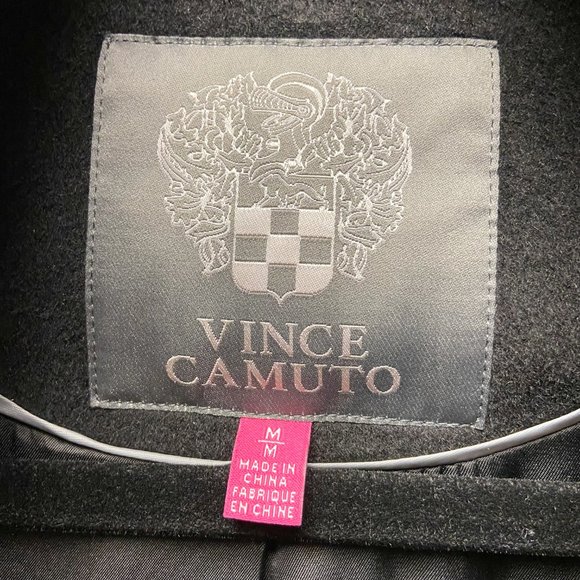 VINCE
CAMUTO
M
M
MADE IN
CHINA
FABRIQUE
EN CHINE